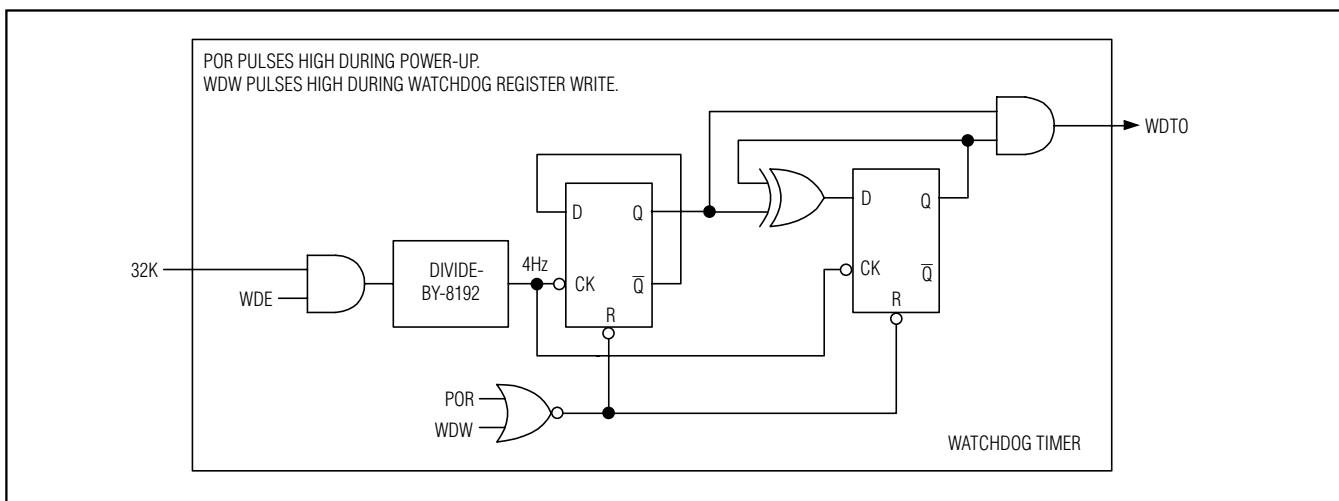 POR PULSES HIGH DURING POWER-UP.
WDW PULSES HIGH DURING WATCHDOG REGISTER WRITE.
WDTO
D
Q
D
Q
32K
WDE
DIVIDE-
BY-8192
4Hz
CK
Q̅
R
CK
Q̅
R
POR
WDW
WATCHDOG TIMER